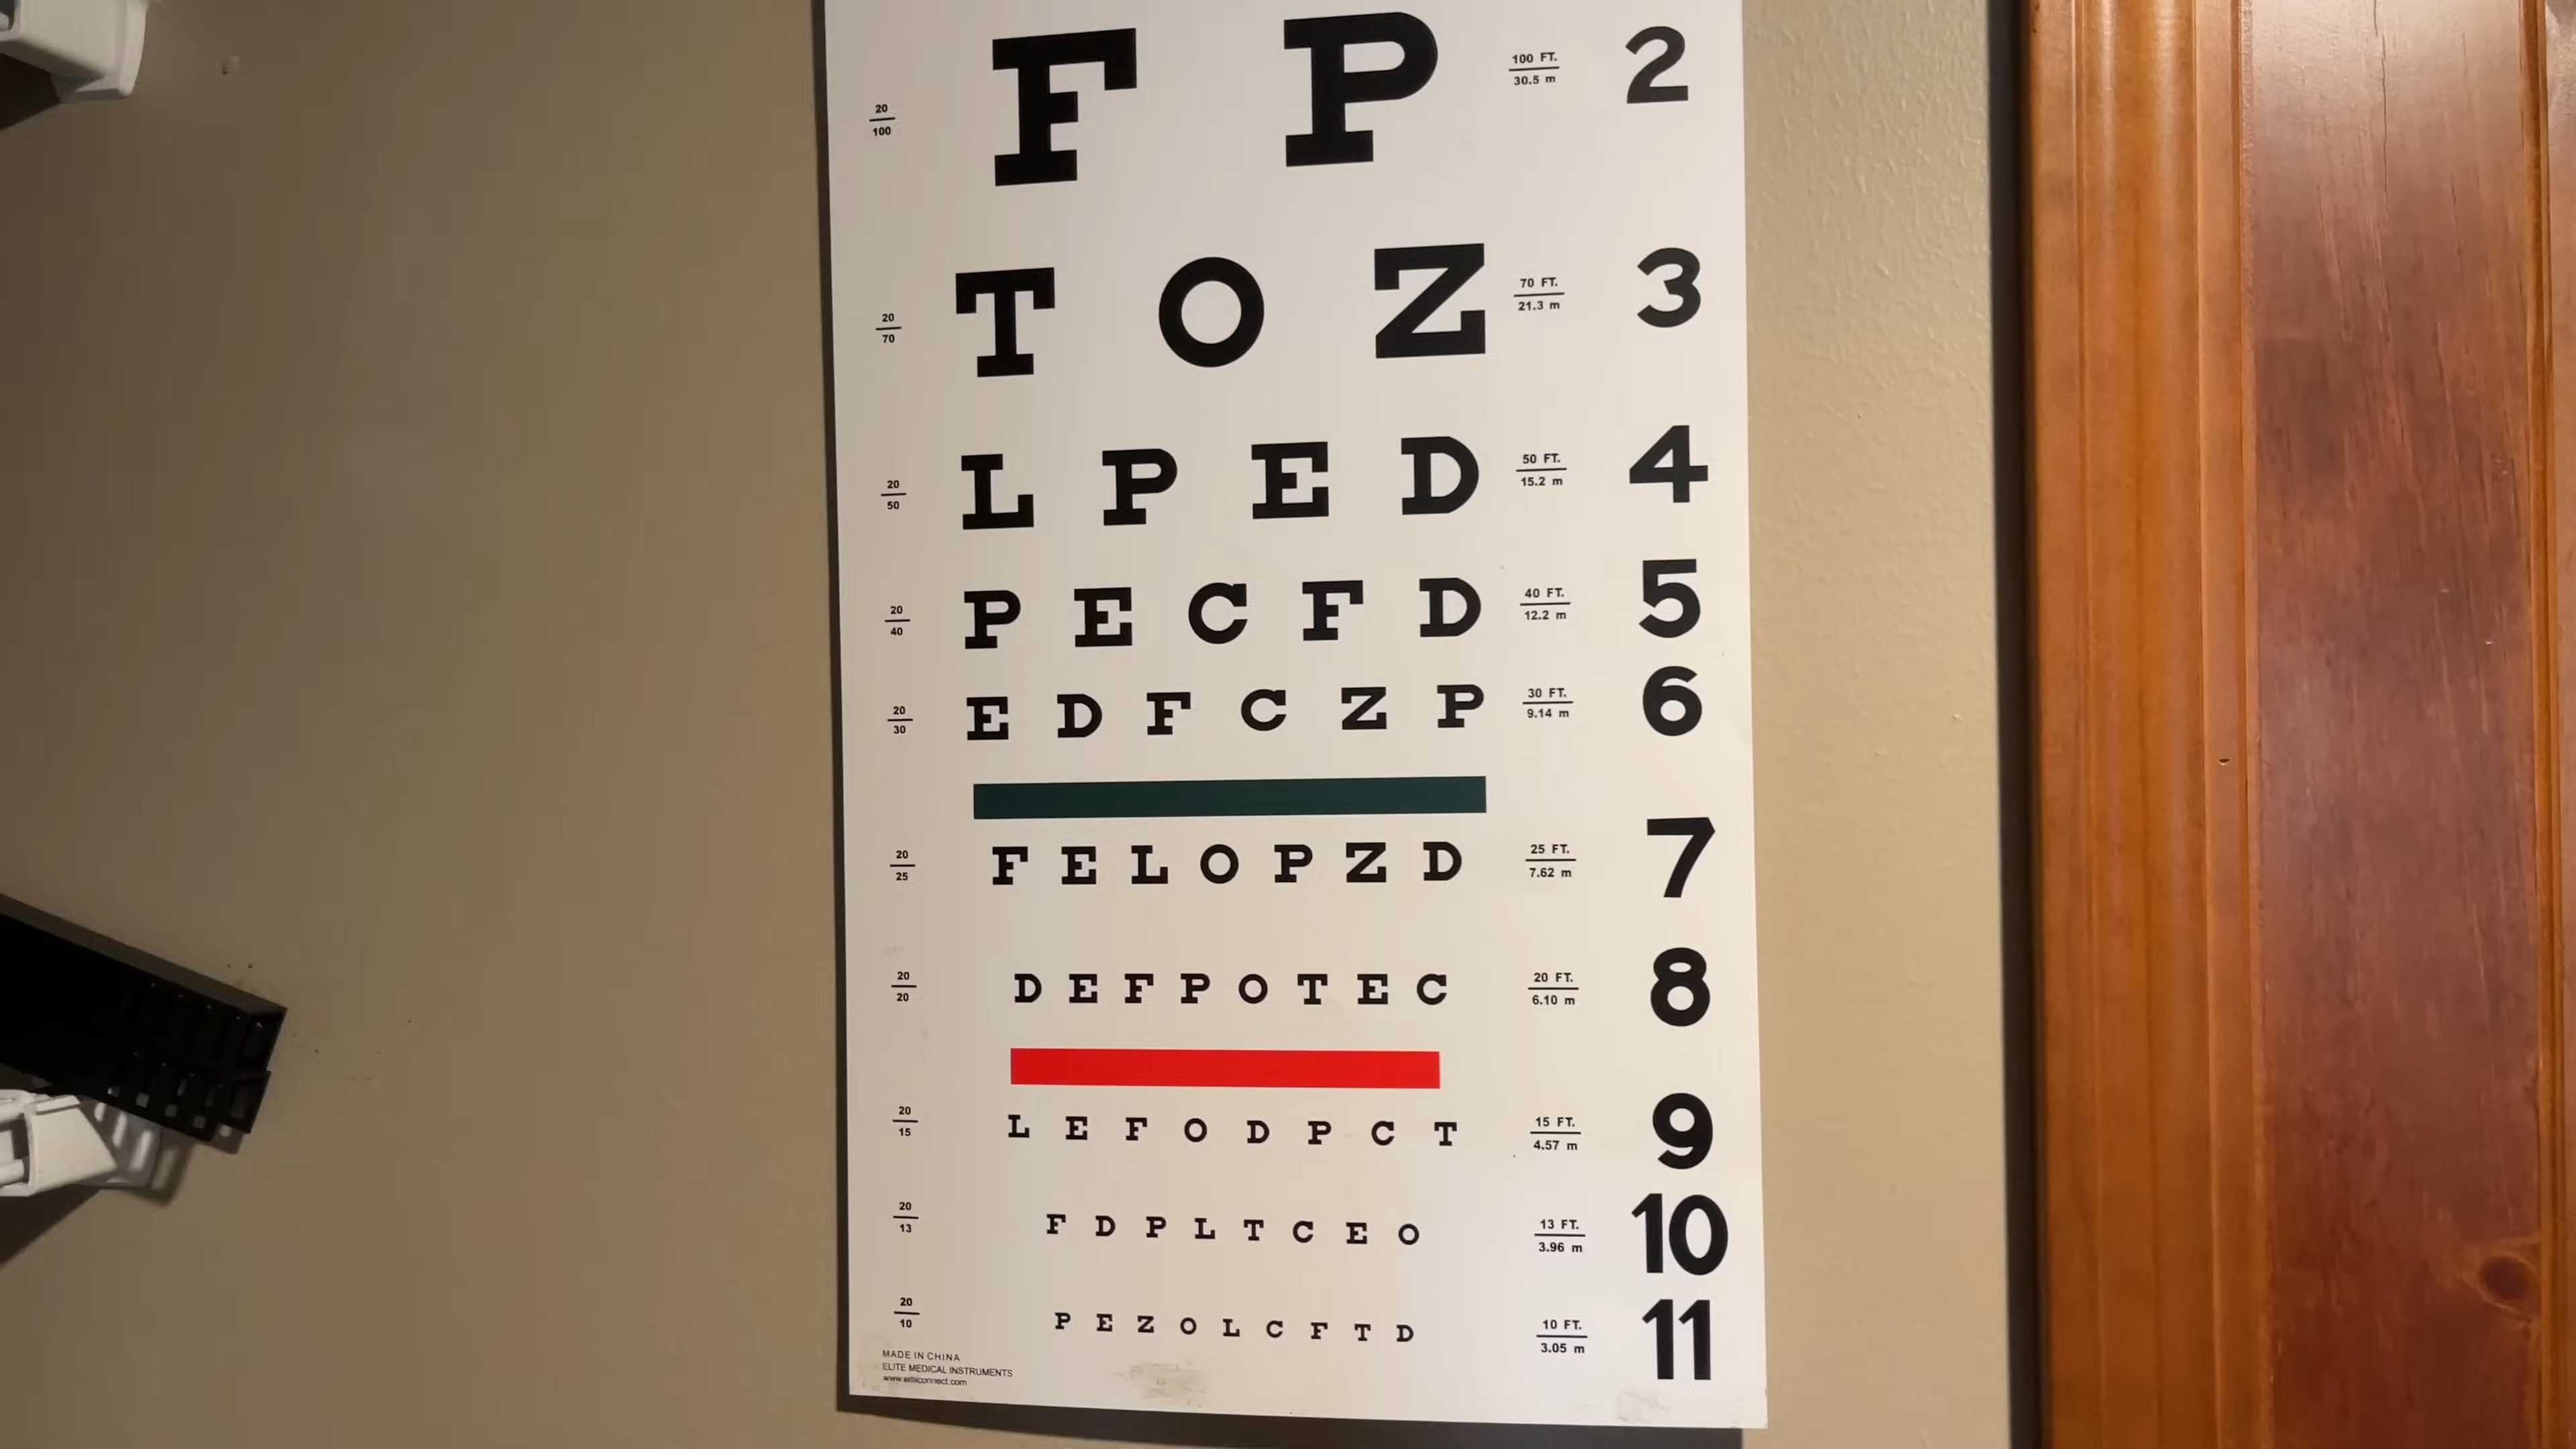 20/100 F P 100 FT./30.5 m 2
20/70 T O Z 70 FT./21.3 m 3
20/50 L P E D 50 FT./15.2 m 4
20/40 P E C F D 40 FT./12.2 m 5
20/30 E D F C Z P 30 FT./9.14 m 6
20/25 F E L O P Z D 25 FT./7.62 m 7
20/20 D E F P O T E C 20 FT./6.10 m 8
20/15 L E F O D P C T 15 FT./4.57 m 9
20/13 F D P L T C E O 13 FT./3.96 m 10
20/10 P E Z O L C F T D 10 FT./3.05 m 11
MADE IN CHINA
ELITE MEDICAL INSTRUMENTS